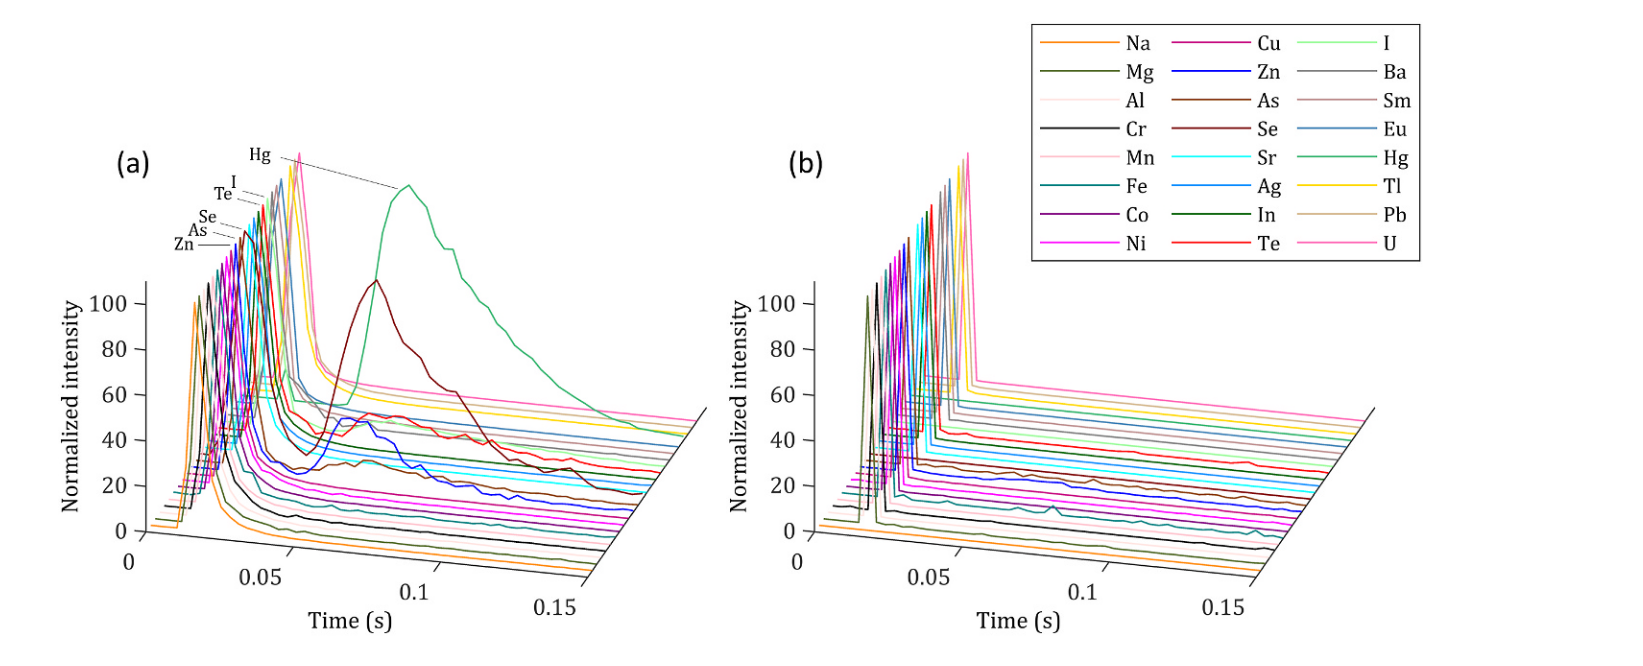 Na Cu I
Mg Zn Ba
Al As Sm
Cr Se Eu
Mn Sr Hg
Fe Ag Tl
Co In Pb
Ni Te U
(a)
Hg
I
Te
Se
As
Zn
Normalized intensity
100
80
60
40
20
0
0
0.05
0.1
0.15
Time (s)
(b)
Normalized intensity
100
80
60
40
20
0
0
0.05
0.1
0.15
Time (s)